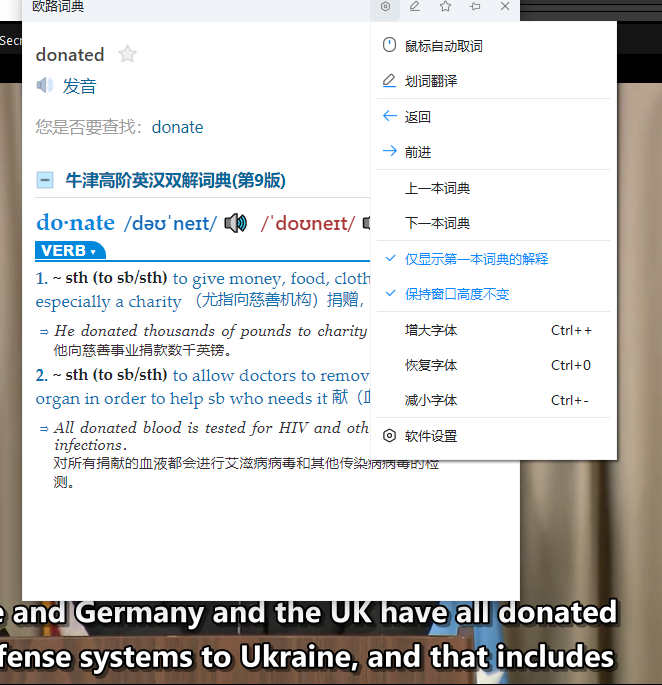 欧路词典
Secr
donated
发音
您是否要查找：donate
牛津高阶英汉双解词典(第9版)
do·nate /dəʊˈneɪt/ /ˈdoʊneɪt/
VERB
1. ~ sth (to sb/sth) to give money, food, cloth
especially a charity （尤指向慈善机构）捐赠，
⇒ He donated thousands of pounds to charity
他向慈善事业捐款数千英镑。
2. ~ sth (to sb/sth) to allow doctors to remov
organ in order to help sb who needs it 献（血
⇒ All donated blood is tested for HIV and oth
infections.
对所有捐献的血液都会进行艾滋病病毒和其他传染病病毒的检
测。
鼠标自动取词
划词翻译
返回
前进
上一本词典
下一本词典
仅显示第一本词典的解释
保持窗口高度不变
增大字体 Ctrl++
恢复字体 Ctrl+0
减小字体 Ctrl+-
软件设置
e and Germany and the UK have all donated
fense systems to Ukraine, and that includes